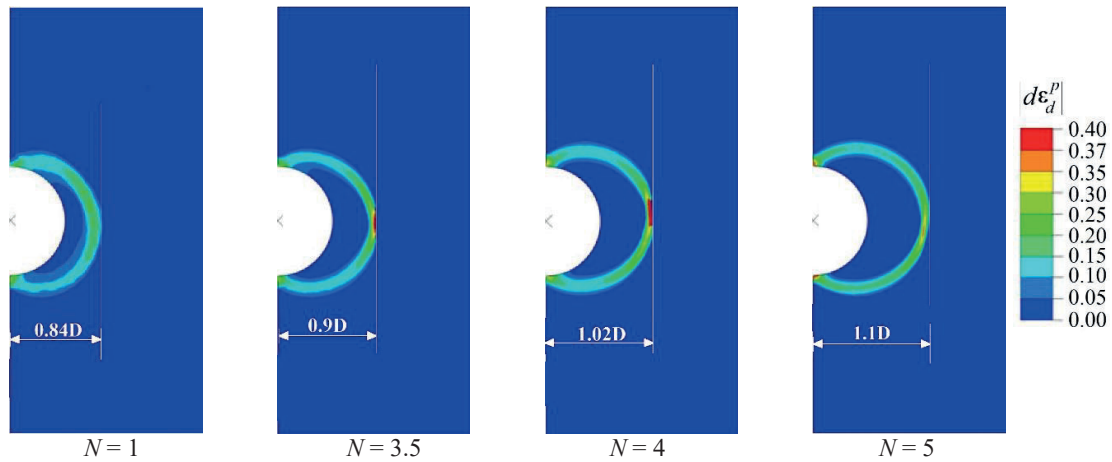 dε_d^p|
0.40
0.37
0.35
0.30
0.25
0.20
0.15
0.10
0.05
0.00
0.84D
0.9D
1.02D
1.1D
N = 1
N = 3.5
N = 4
N = 5